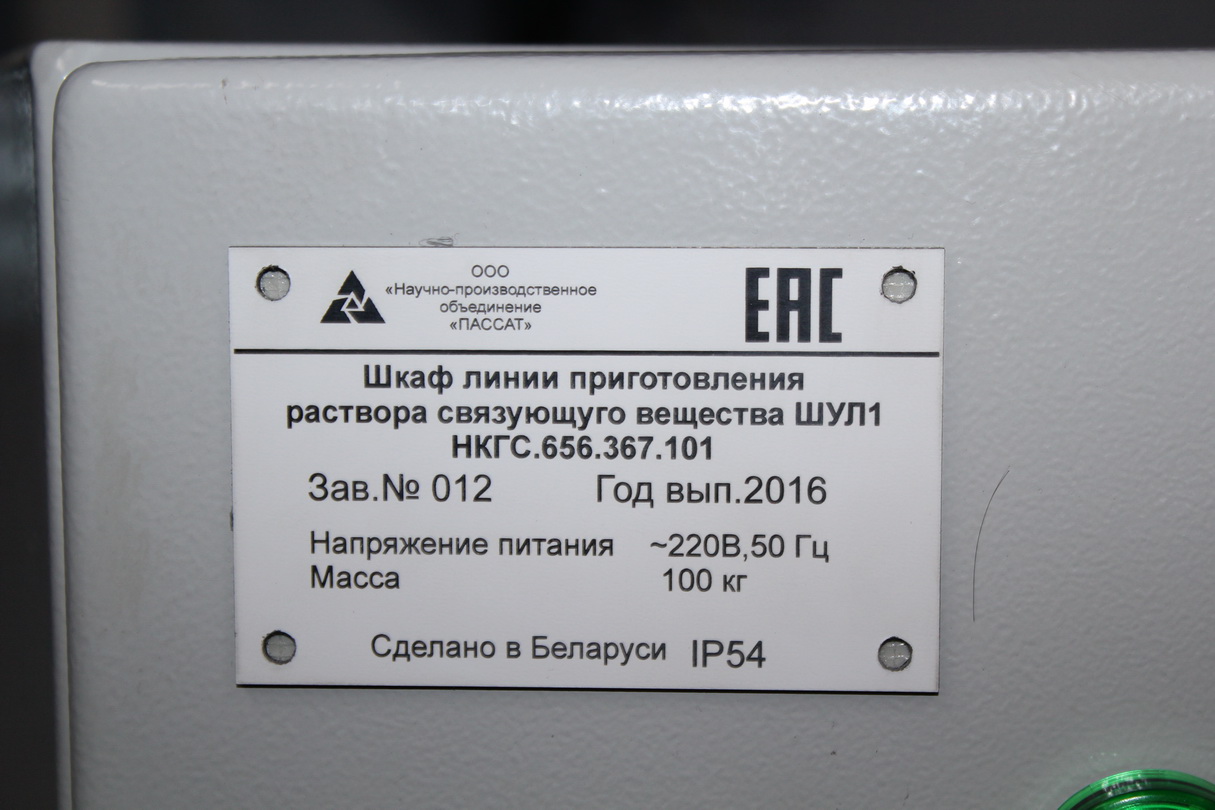 ООО
«Научно-производственное
объединение
«ПАССАТ»
EAC
Шкаф линии приготовления
раствора связующуго вещества ШУЛ1
НКГС.656.367.101
Зав.№ 012 Год вып.2016
Напряжение питания ~220В,50 Гц
Масса 100 кг
Сделано в Беларуси IP54